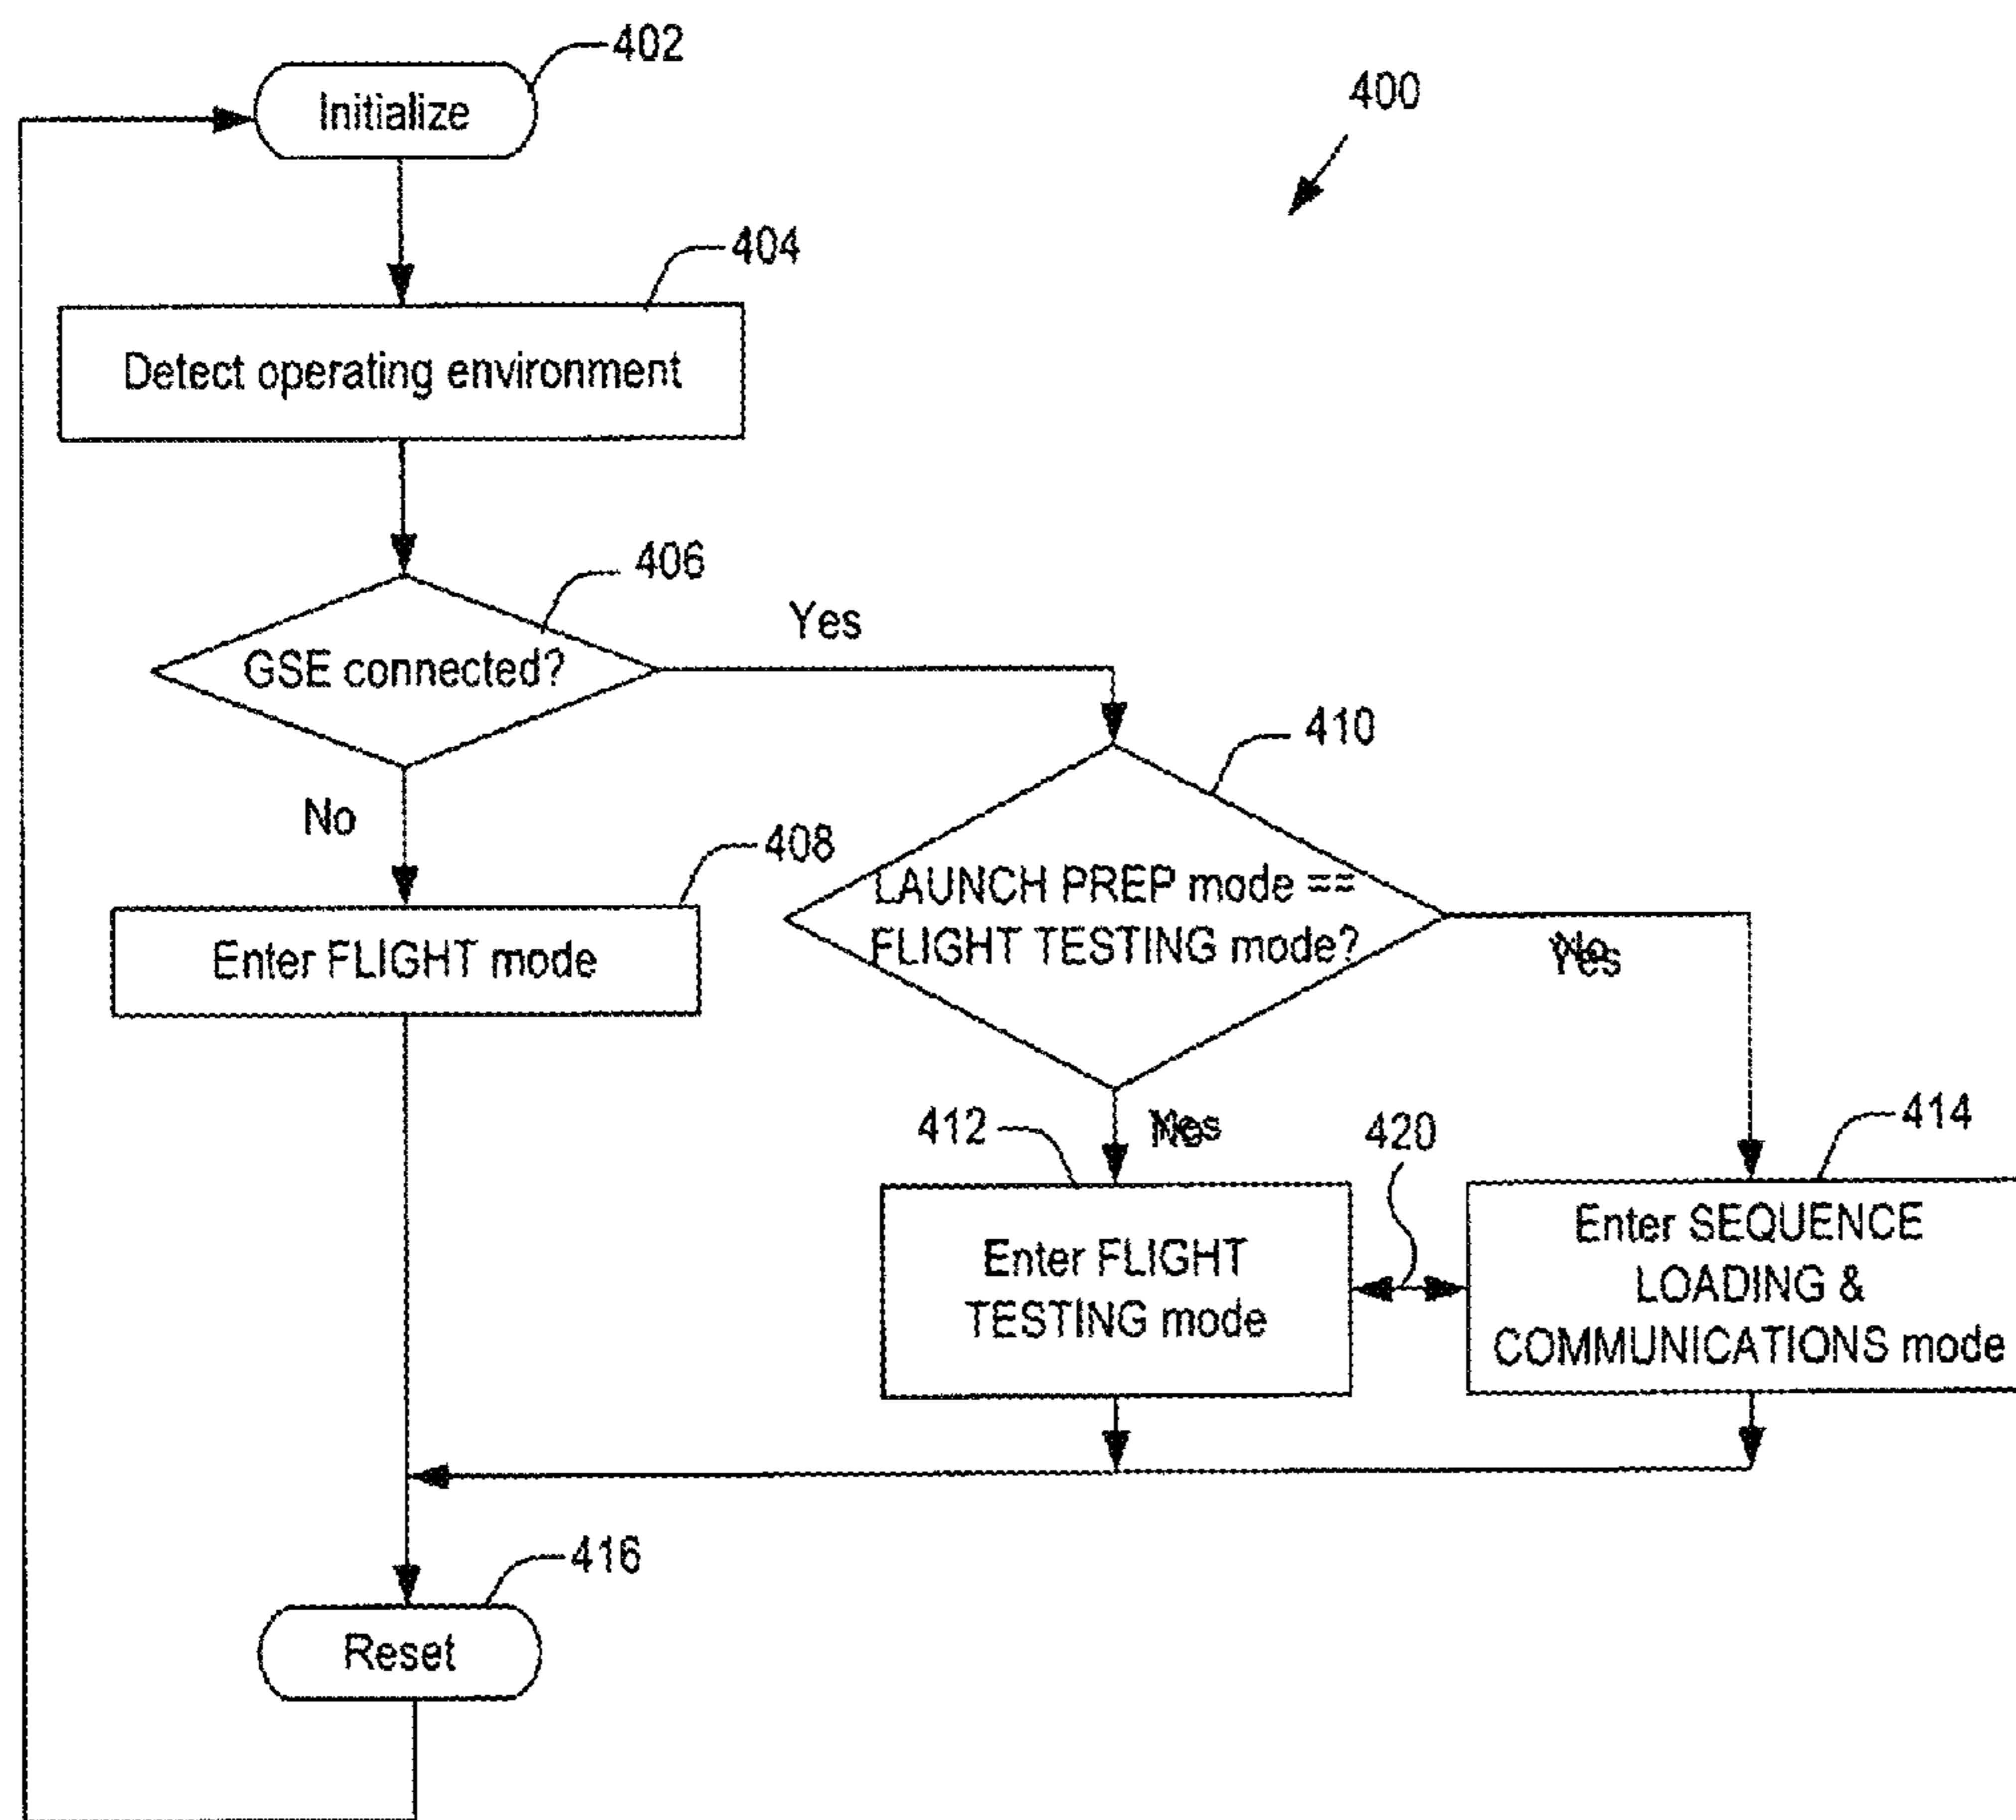 402
Initialize
400
404
Detect operating environment
406
Yes
GSE connected?
410
No
408
LAUNCH PREP mode ==
FLIGHT TESTING mode?
Enter FLIGHT mode
412
420
414
Enter FLIGHT
TESTING mode
Enter SEQUENCE
LOADING &
COMMUNICATIONS mode
416
Reset